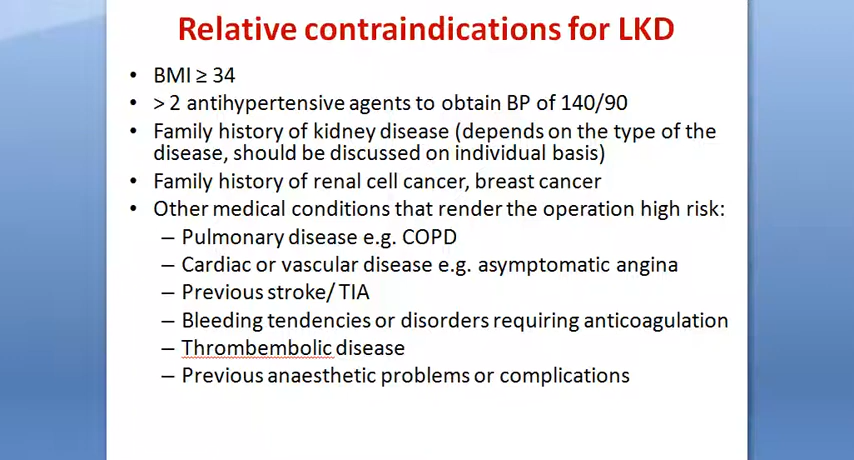 Relative contraindications for LKD
• BMI ≥ 34
• > 2 antihypertensive agents to obtain BP of 140/90
• Family history of kidney disease (depends on the type of the
disease, should be discussed on individual basis)
• Family history of renal cell cancer, breast cancer
• Other medical conditions that render the operation high risk:
– Pulmonary disease e.g. COPD
– Cardiac or vascular disease e.g. asymptomatic angina
– Previous stroke/ TIA
– Bleeding tendencies or disorders requiring anticoagulation
– Thrombembolic disease
– Previous anaesthetic problems or complications